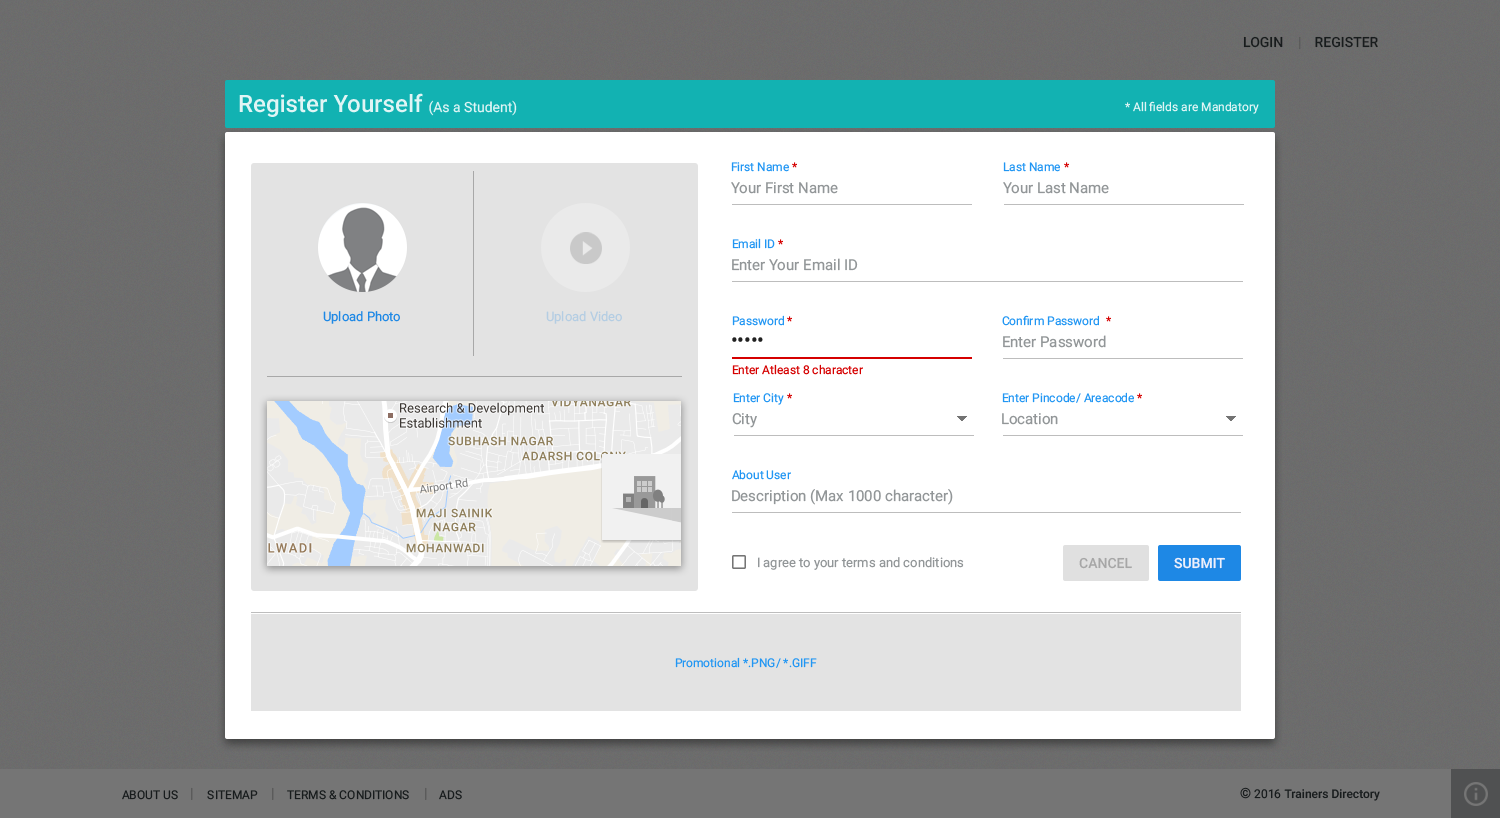 LOGIN | REGISTER
Register Yourself (As a Student)
* All fields are Mandatory
Upload Photo
Upload Video
Research & Development
Establishment
VIDYANAGAR
SUBHASH NAGAR
ADARSH COLONY
Airport Rd
MAJI SAINIK
NAGAR
MOHANWADI
LWADI
First Name *
Your First Name
Last Name *
Your Last Name
Email ID *
Enter Your Email ID
Password *
•••••
Enter Atleast 8 character
Confirm Password *
Enter Password
Enter City *
City
Enter Pincode/ Areacode *
Location
About User
Description (Max 1000 character)
I agree to your terms and conditions
CANCEL
SUBMIT
Promotional *.PNG/ *.GIFF
ABOUT US | SITEMAP | TERMS & CONDITIONS | ADS
© 2016 Trainers Directory